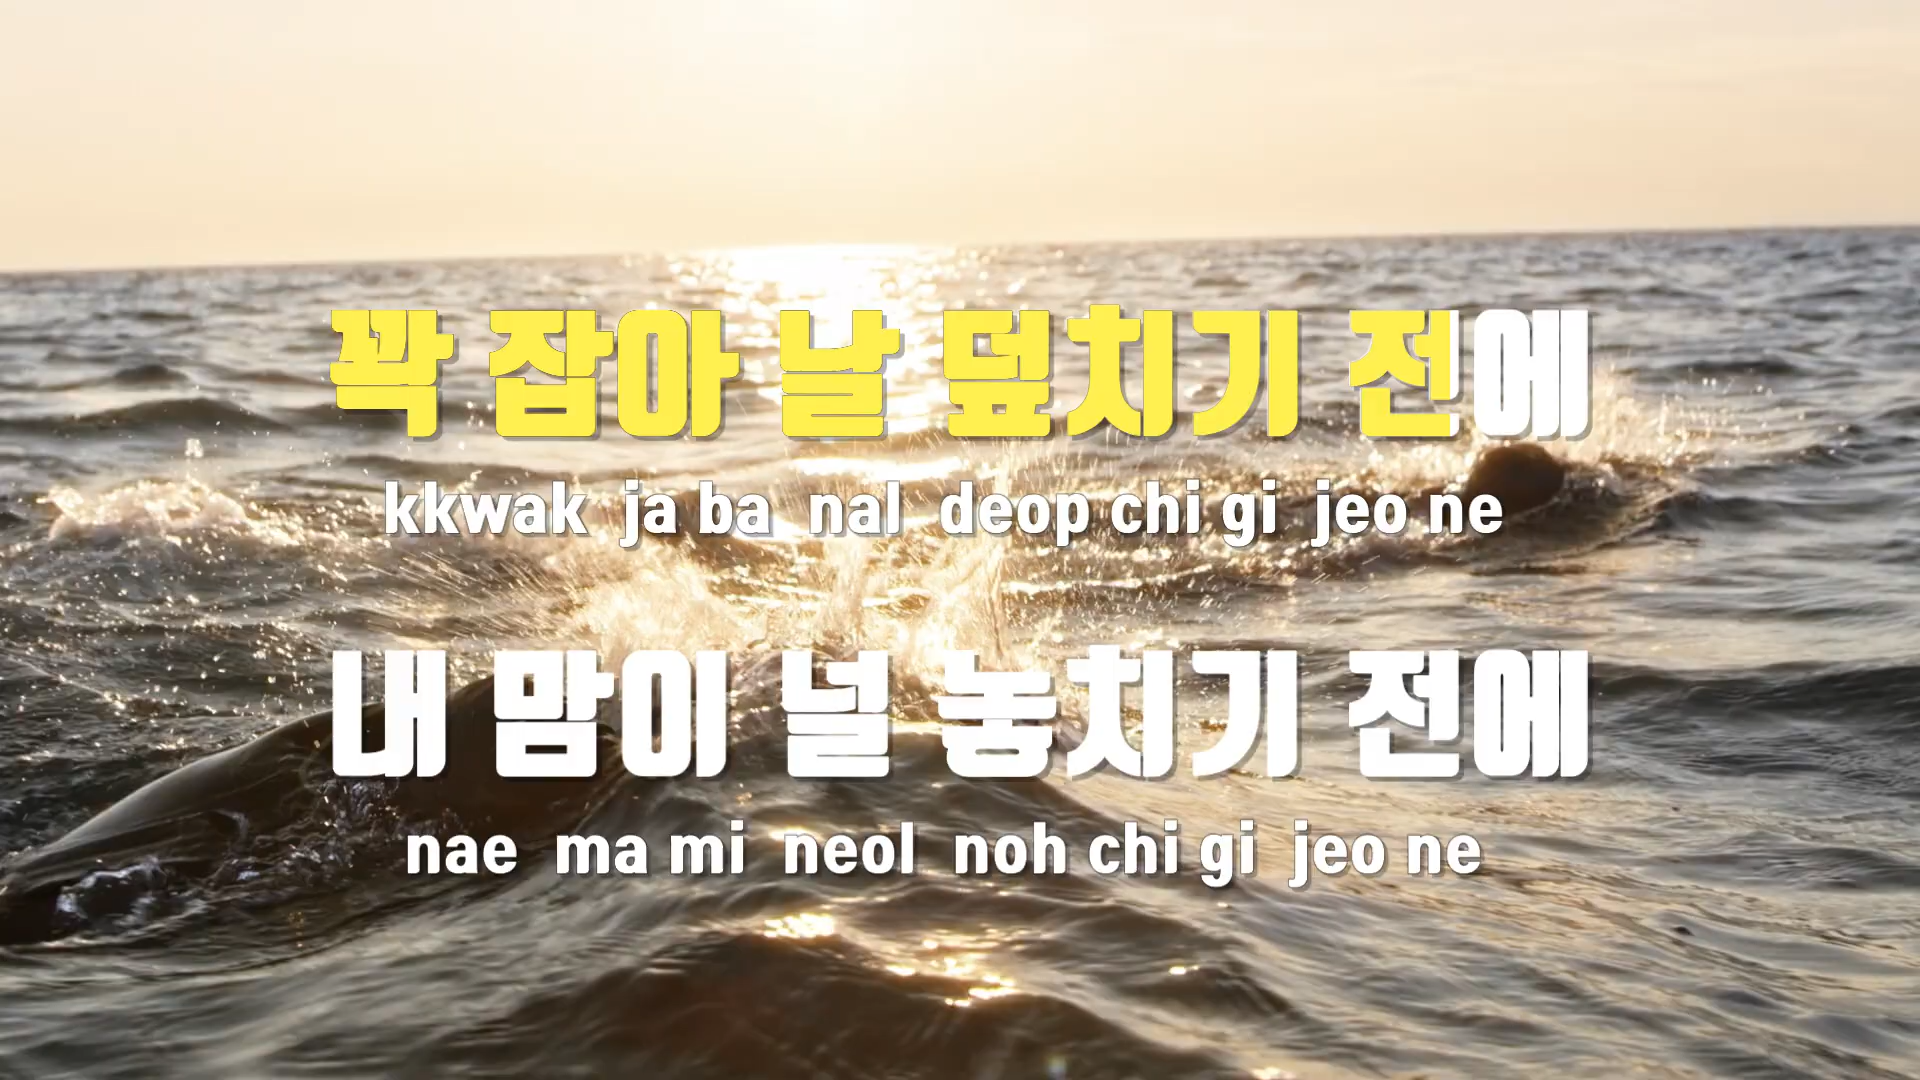 꽉 잡아 날 덮치기 전에
kkwak ja ba nal deop chi gi jeo ne
내 맘이 널 놓치기 전에
nae ma mi neol noh chi gi jeo ne